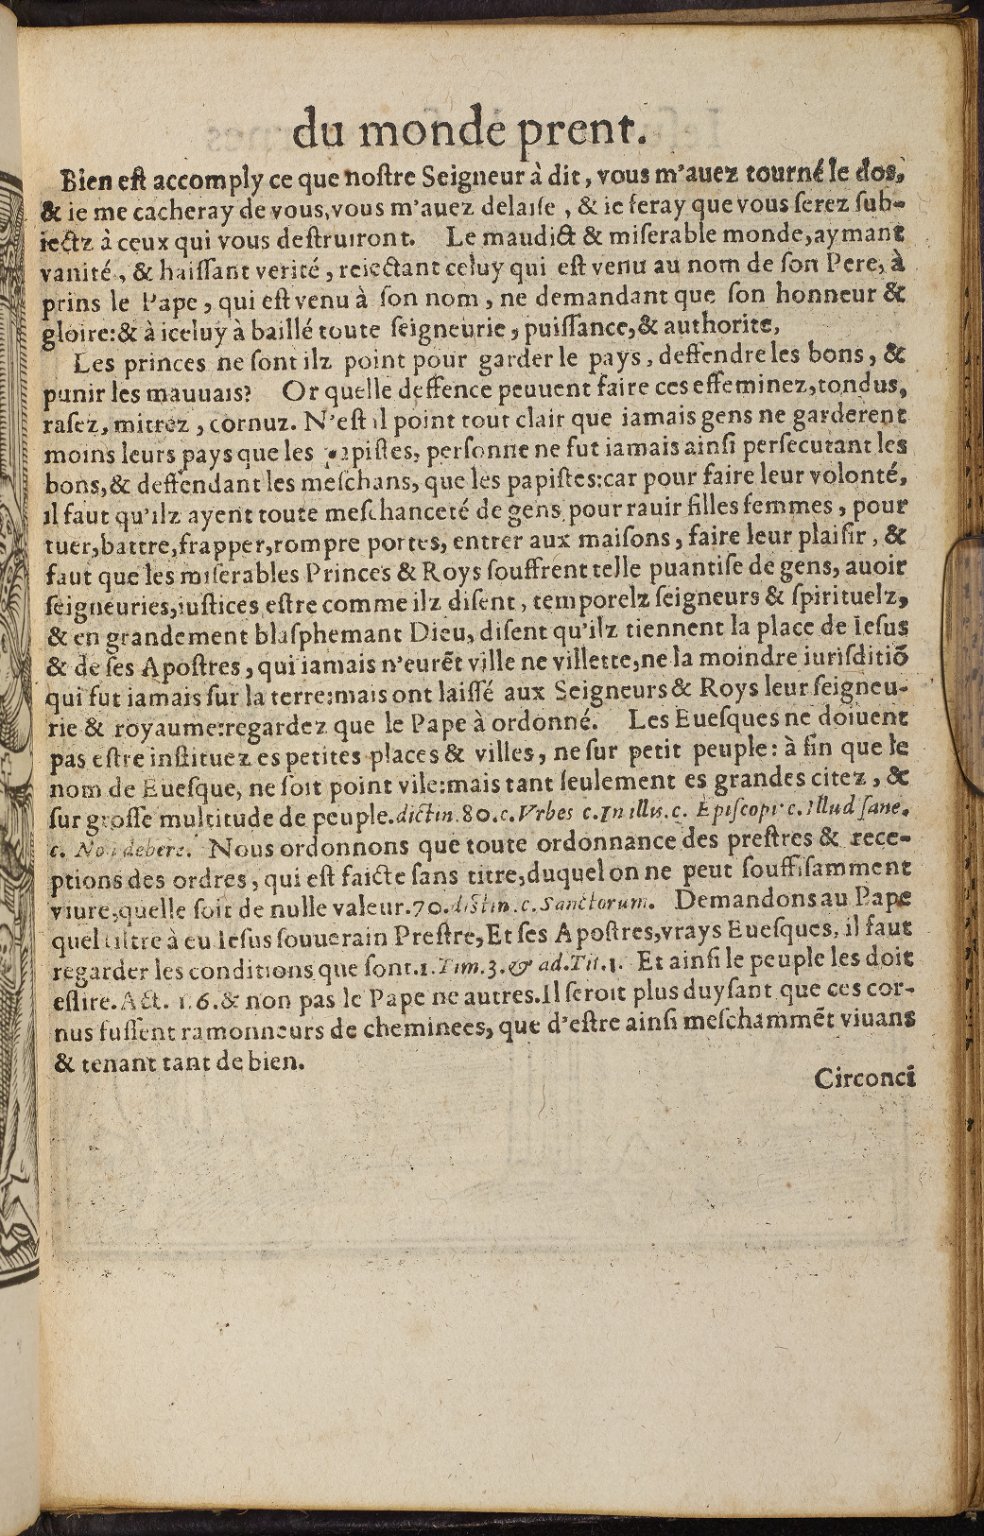 du monde prent.
Bien est accomply ce que nostre Seigneur à dit, vous m'auez tourné le dos,
& ie me cacheray de vous, vous m'auez delaise, & ie feray que vous serez sub-
iectz à ceux qui vous destruiront. Le maudict & miserable monde, aymant
vanité, & haissant verité, reiectant celuy qui est venu au nom de son Pere, à
prins le Pape, qui est venu à son nom, ne demandant que son honneur &
gloire: & à iceluy à baillé toute seigneurie, puissance, & authorite,
Les princes ne sont ilz point pour garder le pays, deffendre les bons, &
punir les mauuais? Or quelle deffence peuuent faire ces effeminez, tondus,
rasez, mitrez, cornuz. N'est il point tout clair que iamais gens ne garderent
moins leurs pays que les papistes, personne ne fut iamais ainsi persecutant les
bons, & deffendant les meschans, que les papistes: car pour faire leur volonté,
il faut qu'ilz ayent toute meschanceté de gens pour rauir filles femmes, pour
tuer, battre, frapper, rompre portes, entrer aux maisons, faire leur plaisir, &
faut que les miserables Princes & Roys souffrent telle puantise de gens, auoir
seigneuries, iustices estre comme ilz disent, temporelz seigneurs & spirituelz,
& en grandement blasphemant Dieu, disent qu'ilz tiennent la place de Iesus
& de ses Apostres, qui iamais n'eurẽt ville ne villette, ne la moindre iurisditiõ
qui fut iamais sur la terre: mais ont laissé aux Seigneurs & Roys leur seigneu-
rie & royaume: regardez que le Pape à ordonné. Les Euesques ne doiuent
pas estre instituez es petites places & villes, ne sur petit peuple: à fin que le
nom de Euesque, ne soit point vile: mais tant seulement es grandes citez, &
sur grosse multitude de peuple. distin. 80. c. Vrbes c. In illis. c. Episcopi c. Illud sane.
c. Non debere. Nous ordonnons que toute ordonnance des prestres & rece-
ptions des ordres, qui est faicte sans titre, duquel on ne peut souffisamment
viure, quelle soit de nulle valeur. 70. distin. c. Sanctorum. Demandons au Pape
quel tiltre à eu Iesus souuerain Prestre, Et ses Apostres, vrays Euesques, il faut
regarder les conditions que sont. 1. Tim. 3. & ad. Tit. 1. Et ainsi le peuple les doit
eslire. Act. 1. 6. & non pas le Pape ne autres. Il seroit plus duysant que ces cor-
nus fussent ramonneurs de cheminees, que d'estre ainsi meschammẽt viuans
& tenant tant de bien.
Circonci